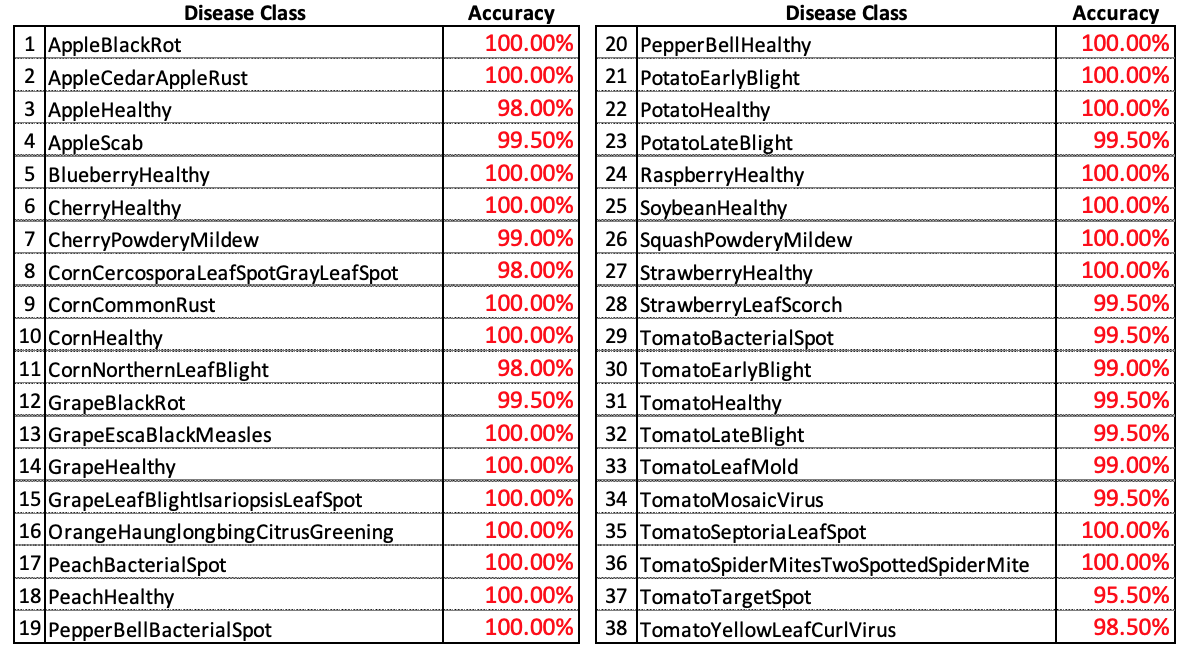 Disease Class Accuracy
1 AppleBlackRot 100.00%
2 AppleCedarAppleRust 100.00%
3 AppleHealthy 98.00%
4 AppleScab 99.50%
5 BlueberryHealthy 100.00%
6 CherryHealthy 100.00%
7 CherryPowderyMildew 99.00%
8 CornCercosporaLeafSpotGrayLeafSpot 98.00%
9 CornCommonRust 100.00%
10 CornHealthy 100.00%
11 CornNorthernLeafBlight 98.00%
12 GrapeBlackRot 99.50%
13 GrapeEscaBlackMeasles 100.00%
14 GrapeHealthy 100.00%
15 GrapeLeafBlightIsariopsisLeafSpot 100.00%
16 OrangeHaunglongbingCitrusGreening 100.00%
17 PeachBacterialSpot 100.00%
18 PeachHealthy 100.00%
19 PepperBellBacterialSpot 100.00%
Disease Class Accuracy
20 PepperBellHealthy 100.00%
21 PotatoEarlyBlight 100.00%
22 PotatoHealthy 100.00%
23 PotatoLateBlight 99.50%
24 RaspberryHealthy 100.00%
25 SoybeanHealthy 100.00%
26 SquashPowderyMildew 100.00%
27 StrawberryHealthy 100.00%
28 StrawberryLeafScorch 99.50%
29 TomatoBacterialSpot 99.50%
30 TomatoEarlyBlight 99.00%
31 TomatoHealthy 99.50%
32 TomatoLateBlight 99.50%
33 TomatoLeafMold 99.00%
34 TomatoMosaicVirus 99.50%
35 TomatoSeptoriaLeafSpot 100.00%
36 TomatoSpiderMitesTwoSpottedSpiderMite 100.00%
37 TomatoTargetSpot 95.50%
38 TomatoYellowLeafCurlVirus 98.50%